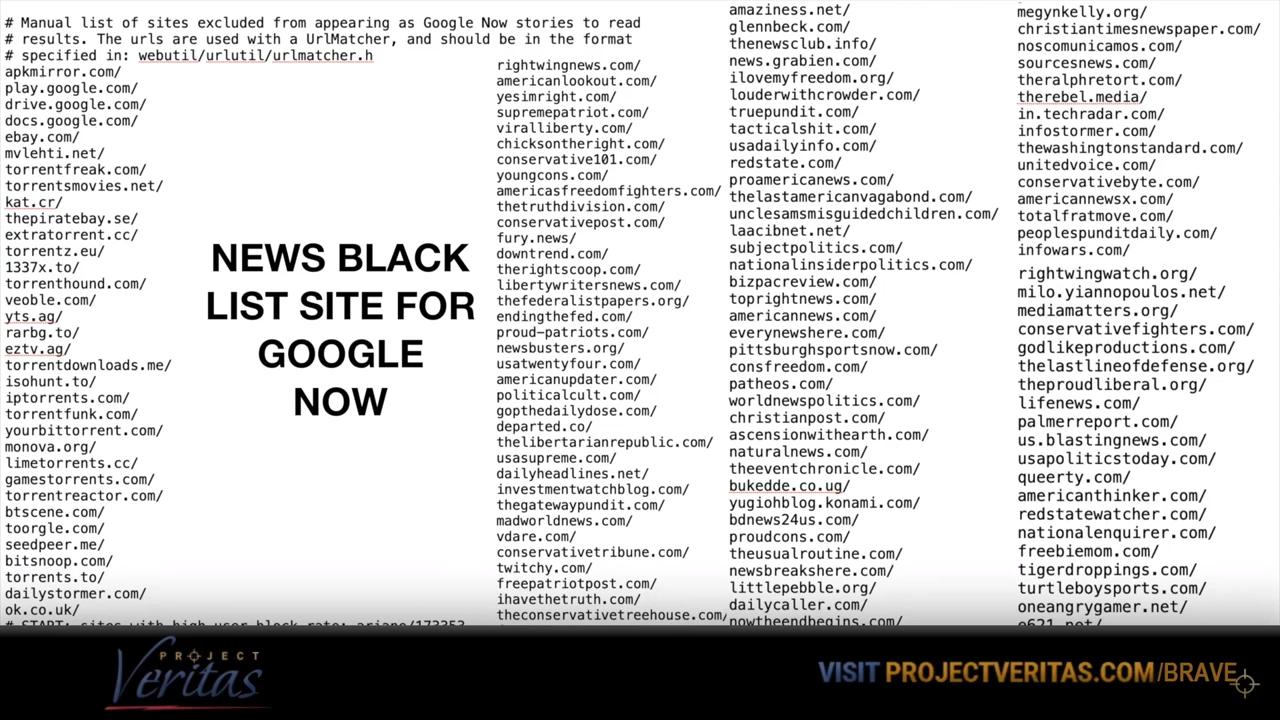 # Manual list of sites excluded from appearing as Google Now stories to read
# results. The urls are used with a UrlMatcher, and should be in the format
# specified in: webutil/urlutil/urlmatcher.h
apkmirror.com/
play.google.com/
drive.google.com/
docs.google.com/
ebay.com/
mvlehti.net/
torrentfreak.com/
torrentsmovies.net/
kat.cr/
thepiratebay.se/
extratorrent.cc/
torrentz.eu/
1337x.to/
torrenthound.com/
veoble.com/
yts.ag/
rarbg.to/
eztv.ag/
torrentdownloads.me/
isohunt.to/
iptorrents.com/
torrentfunk.com/
yourbittorrent.com/
monova.org/
limetorrents.cc/
gamestorrents.com/
torrentreactor.com/
btscene.com/
toorgle.com/
seedpeer.me/
bitsnoop.com/
torrents.to/
dailystormer.com/
ok.co.uk/
# START: sites with high user block rate: ariane/173353
NEWS BLACK
LIST SITE FOR
GOOGLE
NOW
rightwingnews.com/
americanlookout.com/
yesimright.com/
supremepatriot.com/
viralliberty.com/
chicksontheright.com/
conservative101.com/
youngcons.com/
americasfreedomfighters.com/
thetruthdivision.com/
conservativepost.com/
fury.news/
downtrend.com/
therightscoop.com/
libertywritersnews.com/
thefederalistpapers.org/
endingthefed.com/
proud-patriots.com/
newsbusters.org/
usatwentyfour.com/
americanupdater.com/
politicalcult.com/
gopthedailydose.com/
departed.co/
thelibertarianrepublic.com/
usasupreme.com/
dailyheadlines.net/
investmentwatchblog.com/
thegatewaypundit.com/
madworldnews.com/
vdare.com/
conservativetribune.com/
twitchy.com/
freepatriotpost.com/
ihavethetruth.com/
theconservativetreehouse.com/
amaziness.net/
glennbeck.com/
thenewsclub.info/
news.grabien.com/
ilovemyfreedom.org/
louderwithcrowder.com/
truepundit.com/
tacticalshit.com/
usadailyinfo.com/
redstate.com/
proamericanews.com/
thelastamericanvagabond.com/
unclesamsmisguidedchildren.com/
laacibnet.net/
subjectpolitics.com/
nationalinsiderpolitics.com/
bizpacreview.com/
toprightnews.com/
americannews.com/
everynewshere.com/
pittsburghsportsnow.com/
consfreedom.com/
patheos.com/
worldnewspolitics.com/
christianpost.com/
ascensionwithearth.com/
naturalnews.com/
theeventchronicle.com/
bukedde.co.ug/
yugiohblog.konami.com/
bdnews24us.com/
proudcons.com/
theusualroutine.com/
newsbreakshere.com/
littlepebble.org/
dailycaller.com/
nowtheendbegins.com/
megynkelly.org/
christiantimesnewspaper.com/
noscomunicamos.com/
sourcesnews.com/
theralphretort.com/
therebel.media/
in.techradar.com/
infostormer.com/
thewashingtonstandard.com/
unitedvoice.com/
conservativebyte.com/
americannewsx.com/
totalfratmove.com/
peoplespunditdaily.com/
infowars.com/
rightwingwatch.org/
milo.yiannopoulos.net/
mediamatters.org/
conservativefighters.com/
godlikeproductions.com/
thelastlineofdefense.org/
theproudliberal.org/
lifenews.com/
palmerreport.com/
us.blastingnews.com/
usapoliticstoday.com/
queerty.com/
americanthinker.com/
redstatewatcher.com/
nationalenquirer.com/
freebiemom.com/
tigerdroppings.com/
turtleboysports.com/
oneangrygamer.net/
e621.net/
PROJECT
Veritas
VISIT PROJECTVERITAS.COM/BRAVE